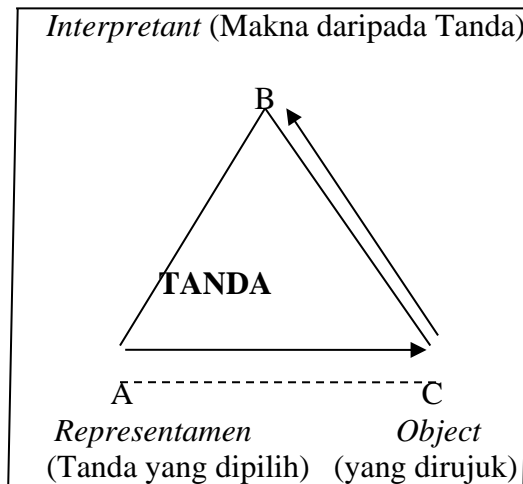 Interpretant (Makna daripada Tanda)
B
TANDA
A C
Representamen Object
(Tanda yang dipilih) (yang dirujuk)